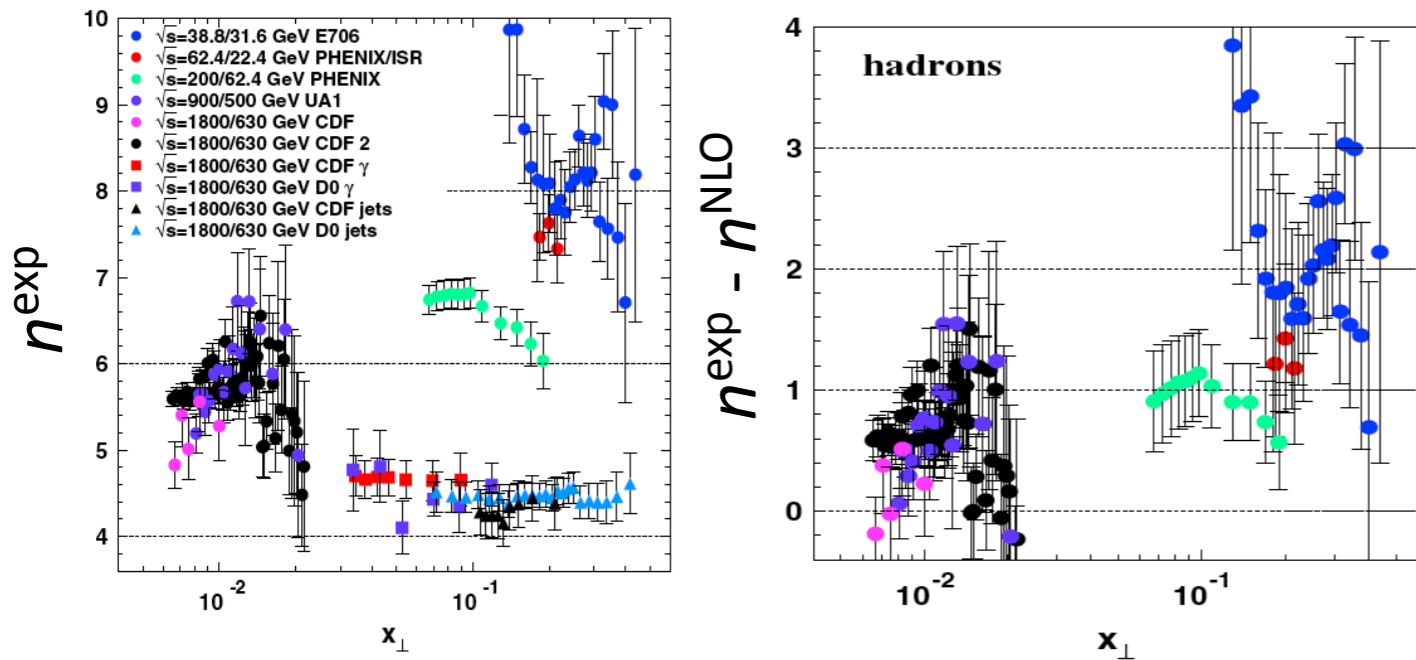 10
9
8
7
6
5
4
n^exp
√s=38.8/31.6 GeV E706
√s=62.4/22.4 GeV PHENIX/ISR
√s=200/62.4 GeV PHENIX
√s=900/500 GeV UA1
√s=1800/630 GeV CDF
√s=1800/630 GeV CDF 2
√s=1800/630 GeV CDF γ
√s=1800/630 GeV D0 γ
√s=1800/630 GeV CDF jets
√s=1800/630 GeV D0 jets
10^-2
10^-1
x⊥
4
3
2
1
0
n^exp - n^NLO
hadrons
10^-2
10^-1
x⊥